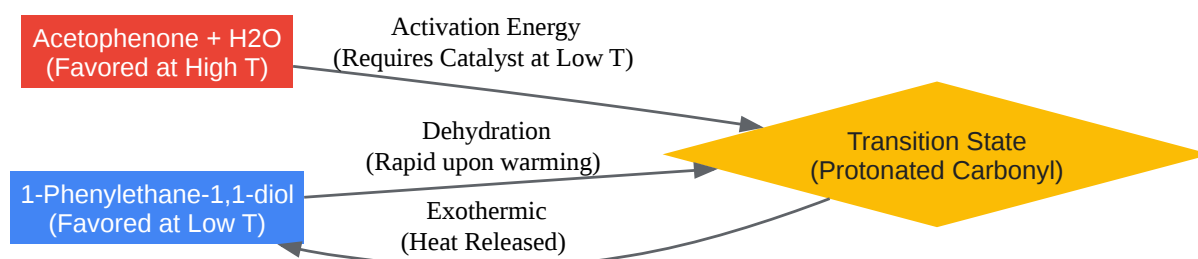 Acetophenone + H2O
(Favored at High T)
Activation Energy
(Requires Catalyst at Low T)
Dehydration
(Rapid upon warming)
Transition State
(Protonated Carbonyl)
1-Phenylethane-1,1-diol
(Favored at Low T)
Exothermic
(Heat Released)